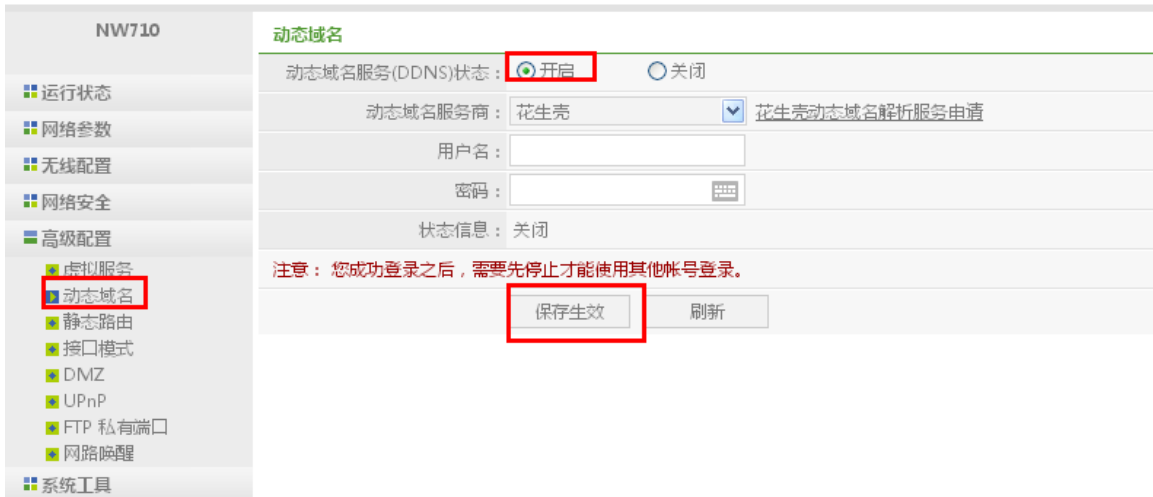 NW710
运行状态
网络参数
无线配置
网络安全
高级配置
虚拟服务
动态域名
静态路由
接口模式
DMZ
UPnP
FTP 私有端口
网路唤醒
系统工具
动态域名
动态域名服务(DDNS)状态： 开启 关闭
动态域名服务商： 花生壳 花生壳动态域名解析服务申请
用户名：
密码：
状态信息： 关闭
注意： 您成功登录之后，需要先停止才能使用其他帐号登录。
保存生效 刷新